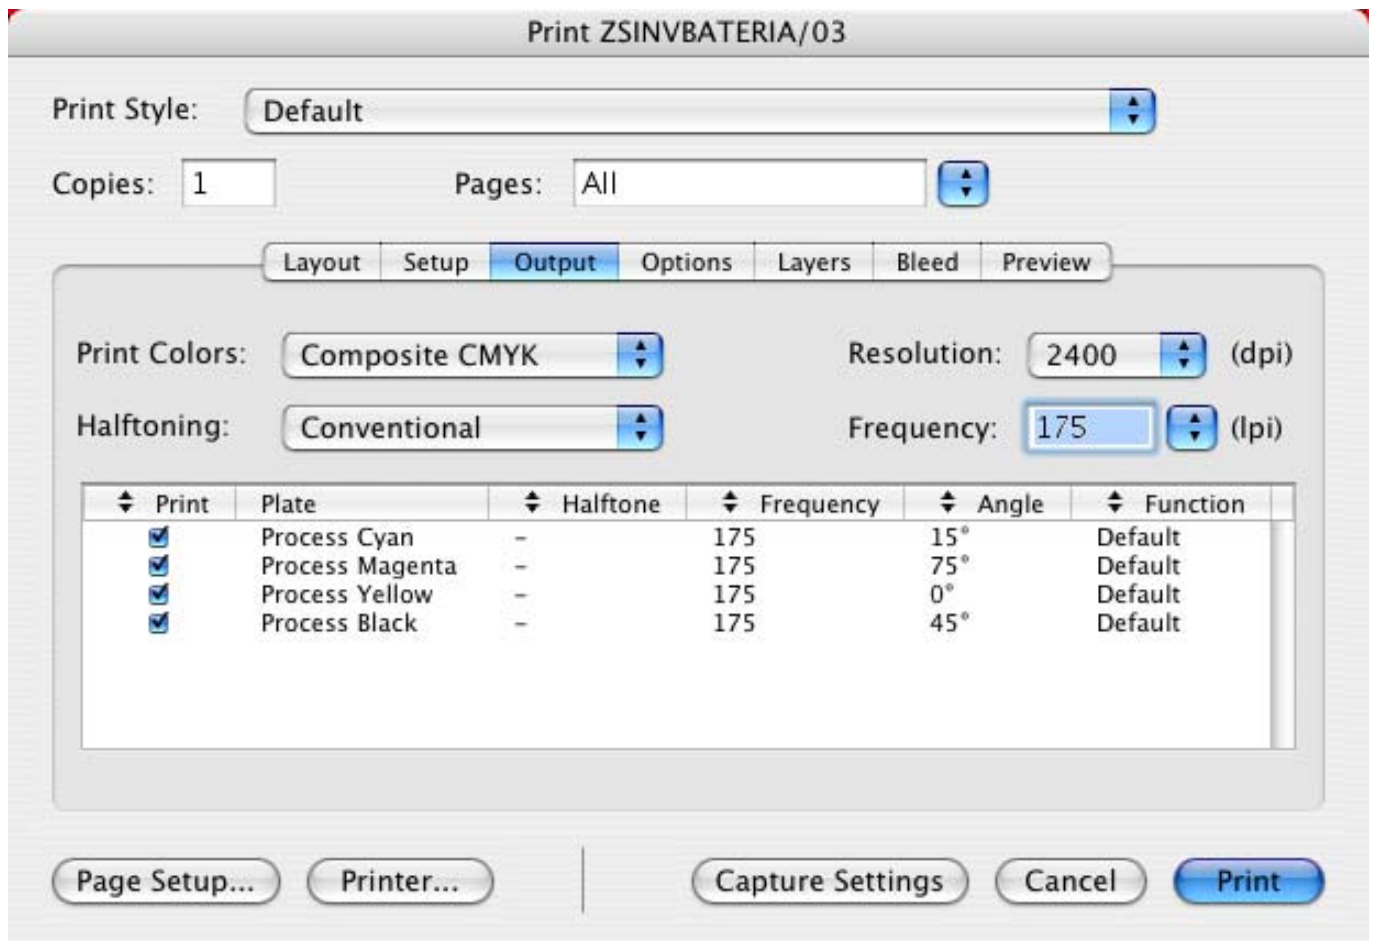 Print ZSINVBATERIA/03
Print Style: Default
Copies: 1 Pages: All
Layout Setup Output Options Layers Bleed Preview
Print Colors: Composite CMYK Resolution: 2400 (dpi)
Halftoning: Conventional Frequency: 175 (lpi)
Print Plate Halftone Frequency Angle Function
Process Cyan – 175 15° Default
Process Magenta – 175 75° Default
Process Yellow – 175 0° Default
Process Black – 175 45° Default
Page Setup... Printer... Capture Settings Cancel Print